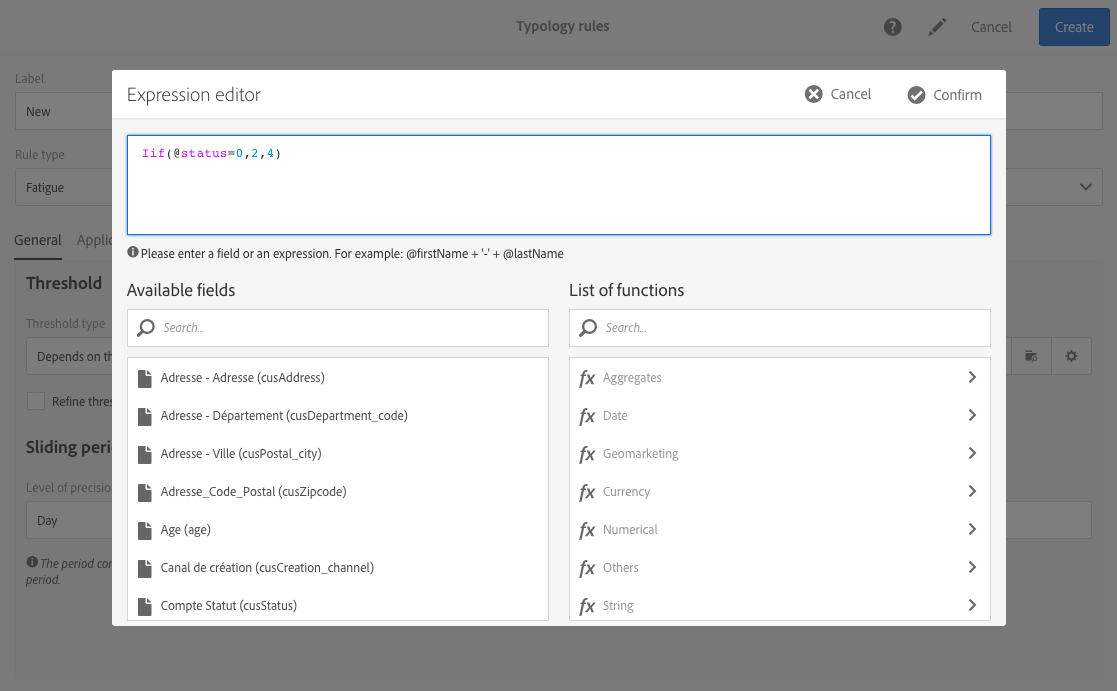 Typology rules
Cancel
Create
Label
New
Rule type
Fatigue
General
Applic
Threshold
Threshold type
Depends on th
Refine thres
Sliding peri
Level of precisio
Day
The period con
period.
Expression editor
Cancel
Confirm
Iif(@status=0,2,4)
Please enter a field or an expression. For example: @firstName + '-' + @lastName
Available fields
Search...
Adresse - Adresse (cusAddress)
Adresse - Département (cusDepartment_code)
Adresse - Ville (cusPostal_city)
Adresse_Code_Postal (cusZipcode)
Age (age)
Canal de création (cusCreation_channel)
Compte Statut (cusStatus)
List of functions
Search...
fx Aggregates
fx Date
fx Geomarketing
fx Currency
fx Numerical
fx Others
fx String